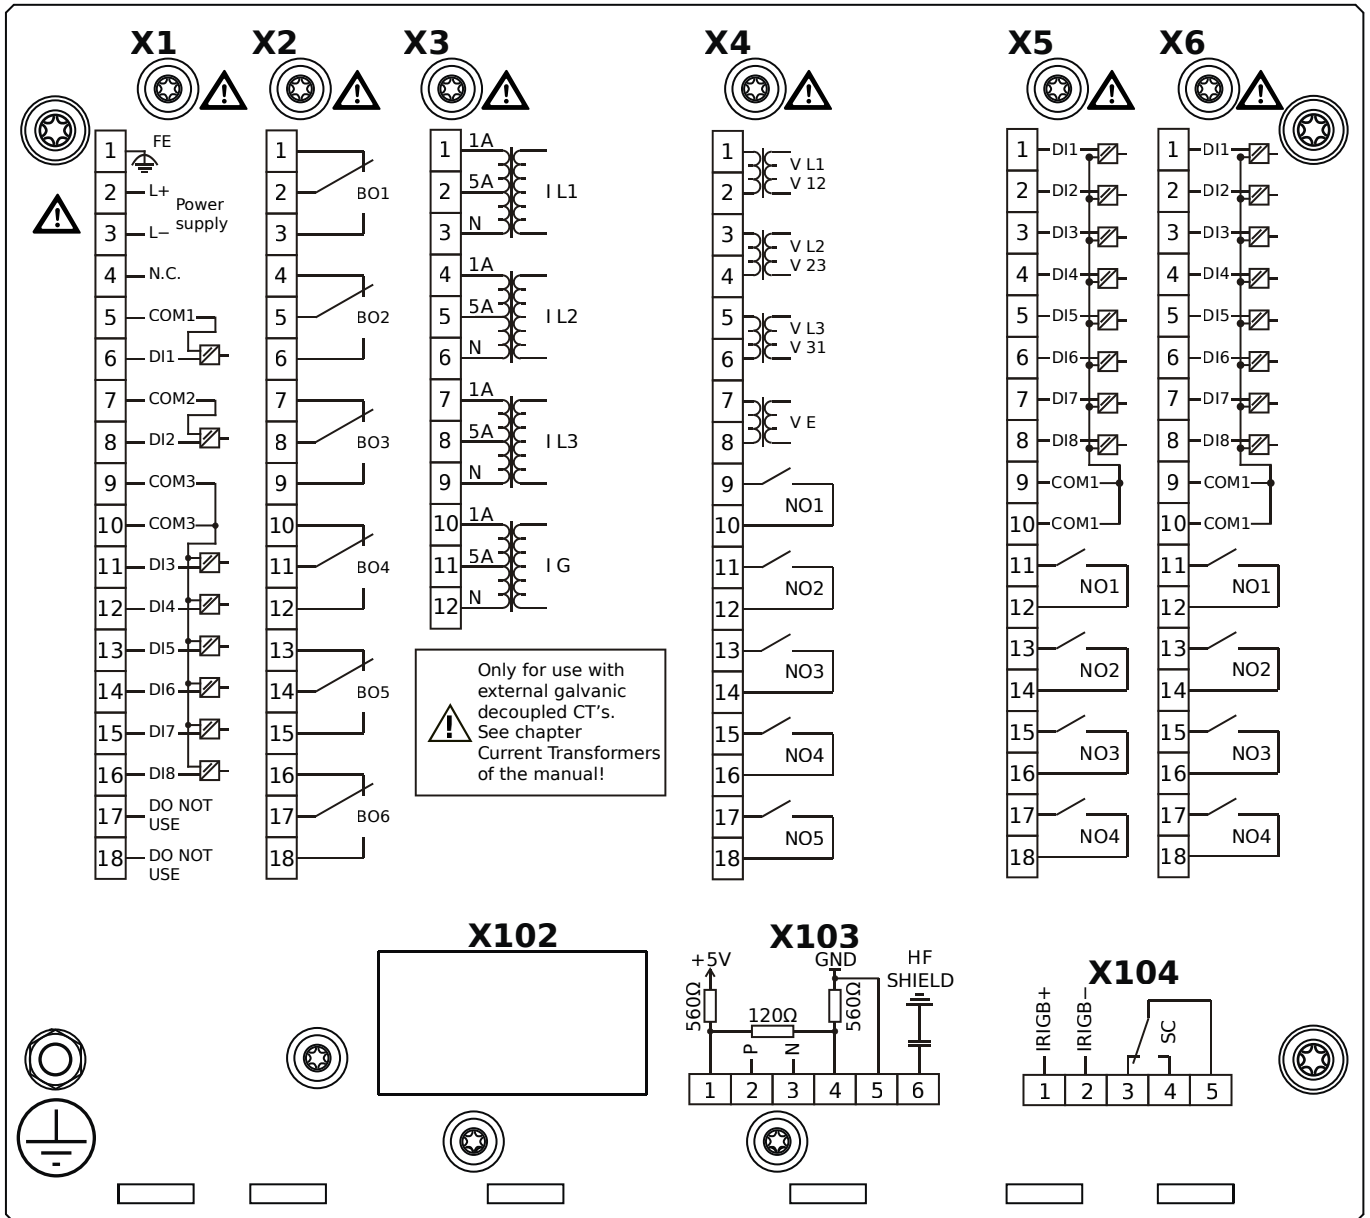 X1
X2
X3
X4
X5
X6
1 FE
2 L+
Power
supply
3 L−
4 N.C.
5 COM1
6 DI1
7 COM2
8 DI2
9 COM3
10 COM3
11 DI3
12 DI4
13 DI5
14 DI6
15 DI7
16 DI8
17 DO NOT
USE
18 DO NOT
USE
1
2 BO1
3
4
5 BO2
6
7
8 BO3
9
10
11 BO4
12
13
14 BO5
15
16
17 BO6
18
1 1A
2 5A I L1
3 N
4 1A
5 5A I L2
6 N
7 1A
8 5A I L3
9 N
10 1A
11 5A I G
12 N
Only for use with
external galvanic
decoupled CT's.
See chapter
Current Transformers
of the manual!
1 V L1
2 V 12
3 V L2
4 V 23
5 V L3
6 V 31
7 V E
8
9 NO1
10
11 NO2
12
13 NO3
14
15 NO4
16
17 NO5
18
1 DI1
2 DI2
3 DI3
4 DI4
5 DI5
6 DI6
7 DI7
8 DI8
9 COM1
10 COM1
11 NO1
12
13 NO2
14
15 NO3
16
17 NO4
18
1 DI1
2 DI2
3 DI3
4 DI4
5 DI5
6 DI6
7 DI7
8 DI8
9 COM1
10 COM1
11 NO1
12
13 NO2
14
15 NO3
16
17 NO4
18
X102
X103
+5V GND HF
SHIELD
560Ω 120Ω 560Ω
P N
1 2 3 4 5 6
X104
IRIGB+ IRIGB− SC
1 2 3 4 5